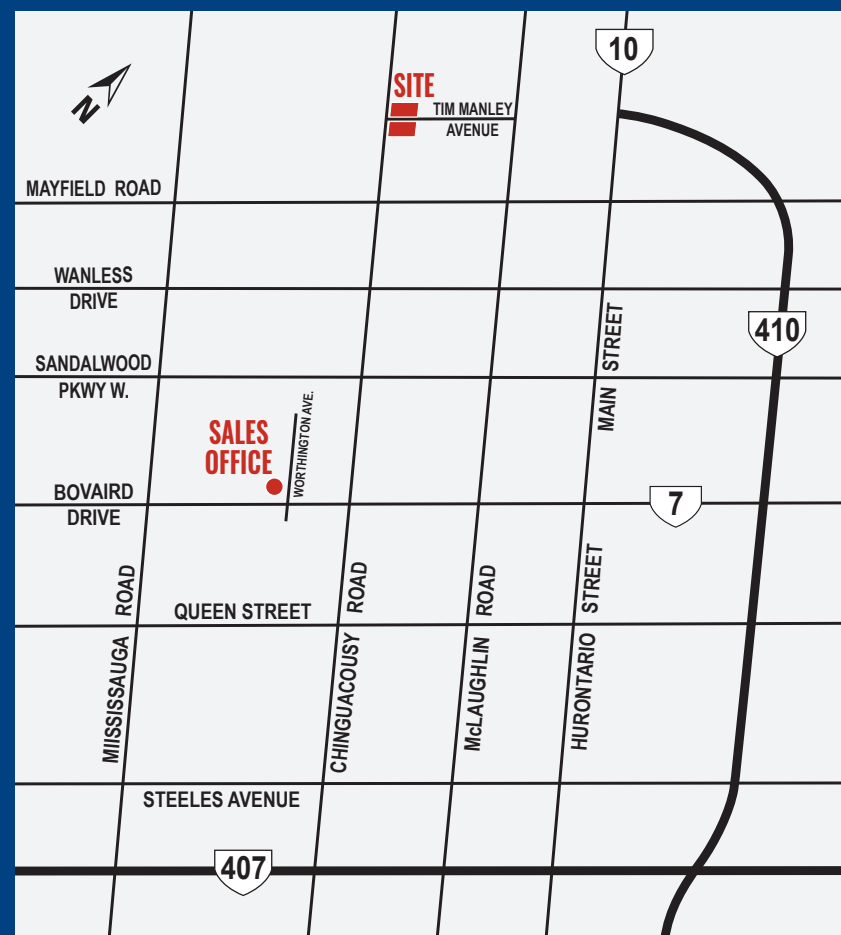 10
SITE
TIM MANLEY
AVENUE
N
MAYFIELD ROAD
WANLESS
DRIVE
410
MAIN STREET
SANDALWOOD
PKWY W.
WORTHINGTON AVE.
SALES
OFFICE
BOVAIRD
DRIVE
7
QUEEN STREET
MIISSISSAUGA ROAD
CHINGUACOUSY ROAD
McLAUGHLIN ROAD
HURONTARIO STREET
STEELES AVENUE
407